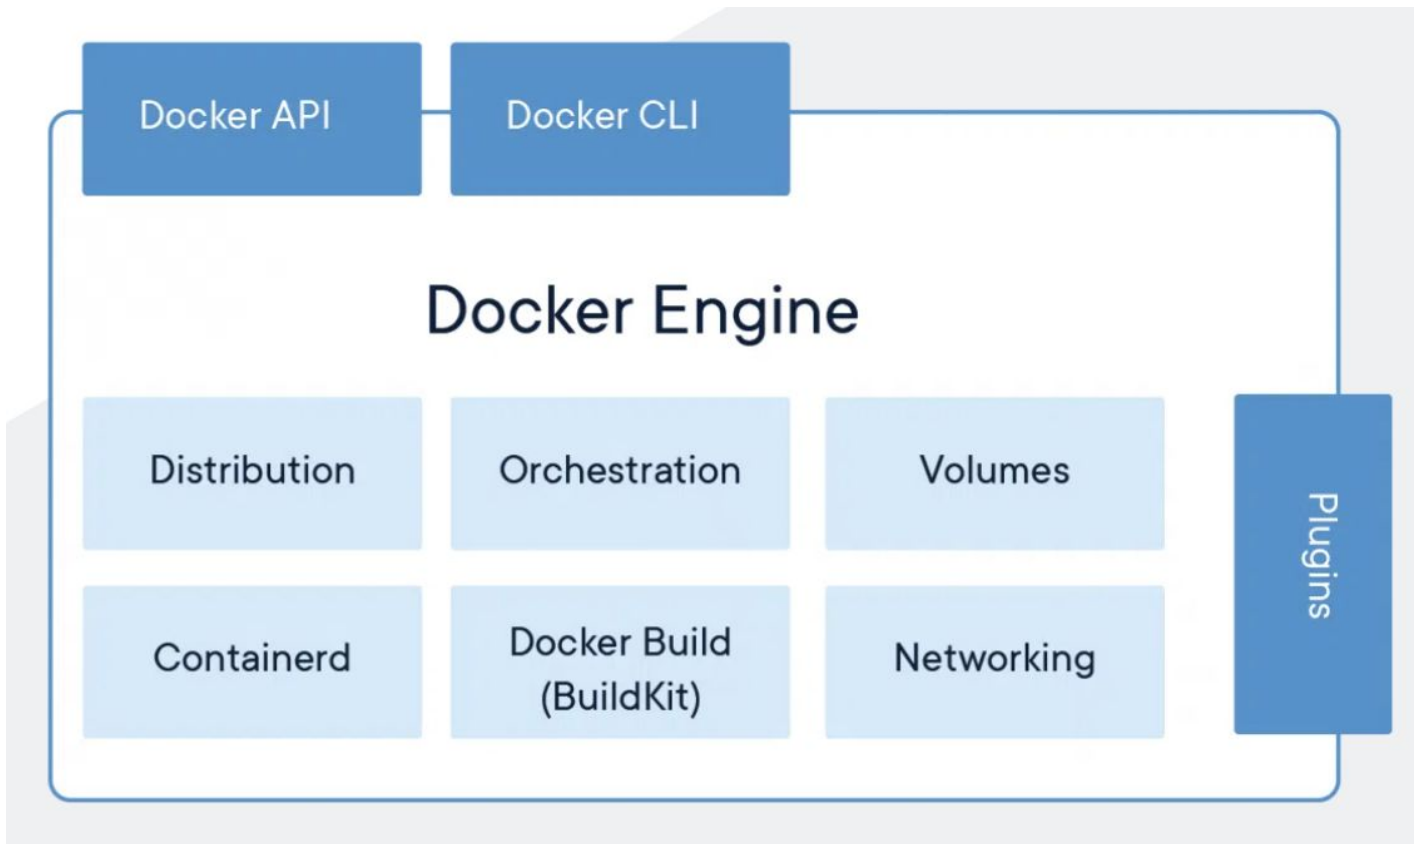 Docker API
Docker CLI
Docker Engine
Distribution
Orchestration
Volumes
Containerd
Docker Build
(BuildKit)
Networking
Plugins